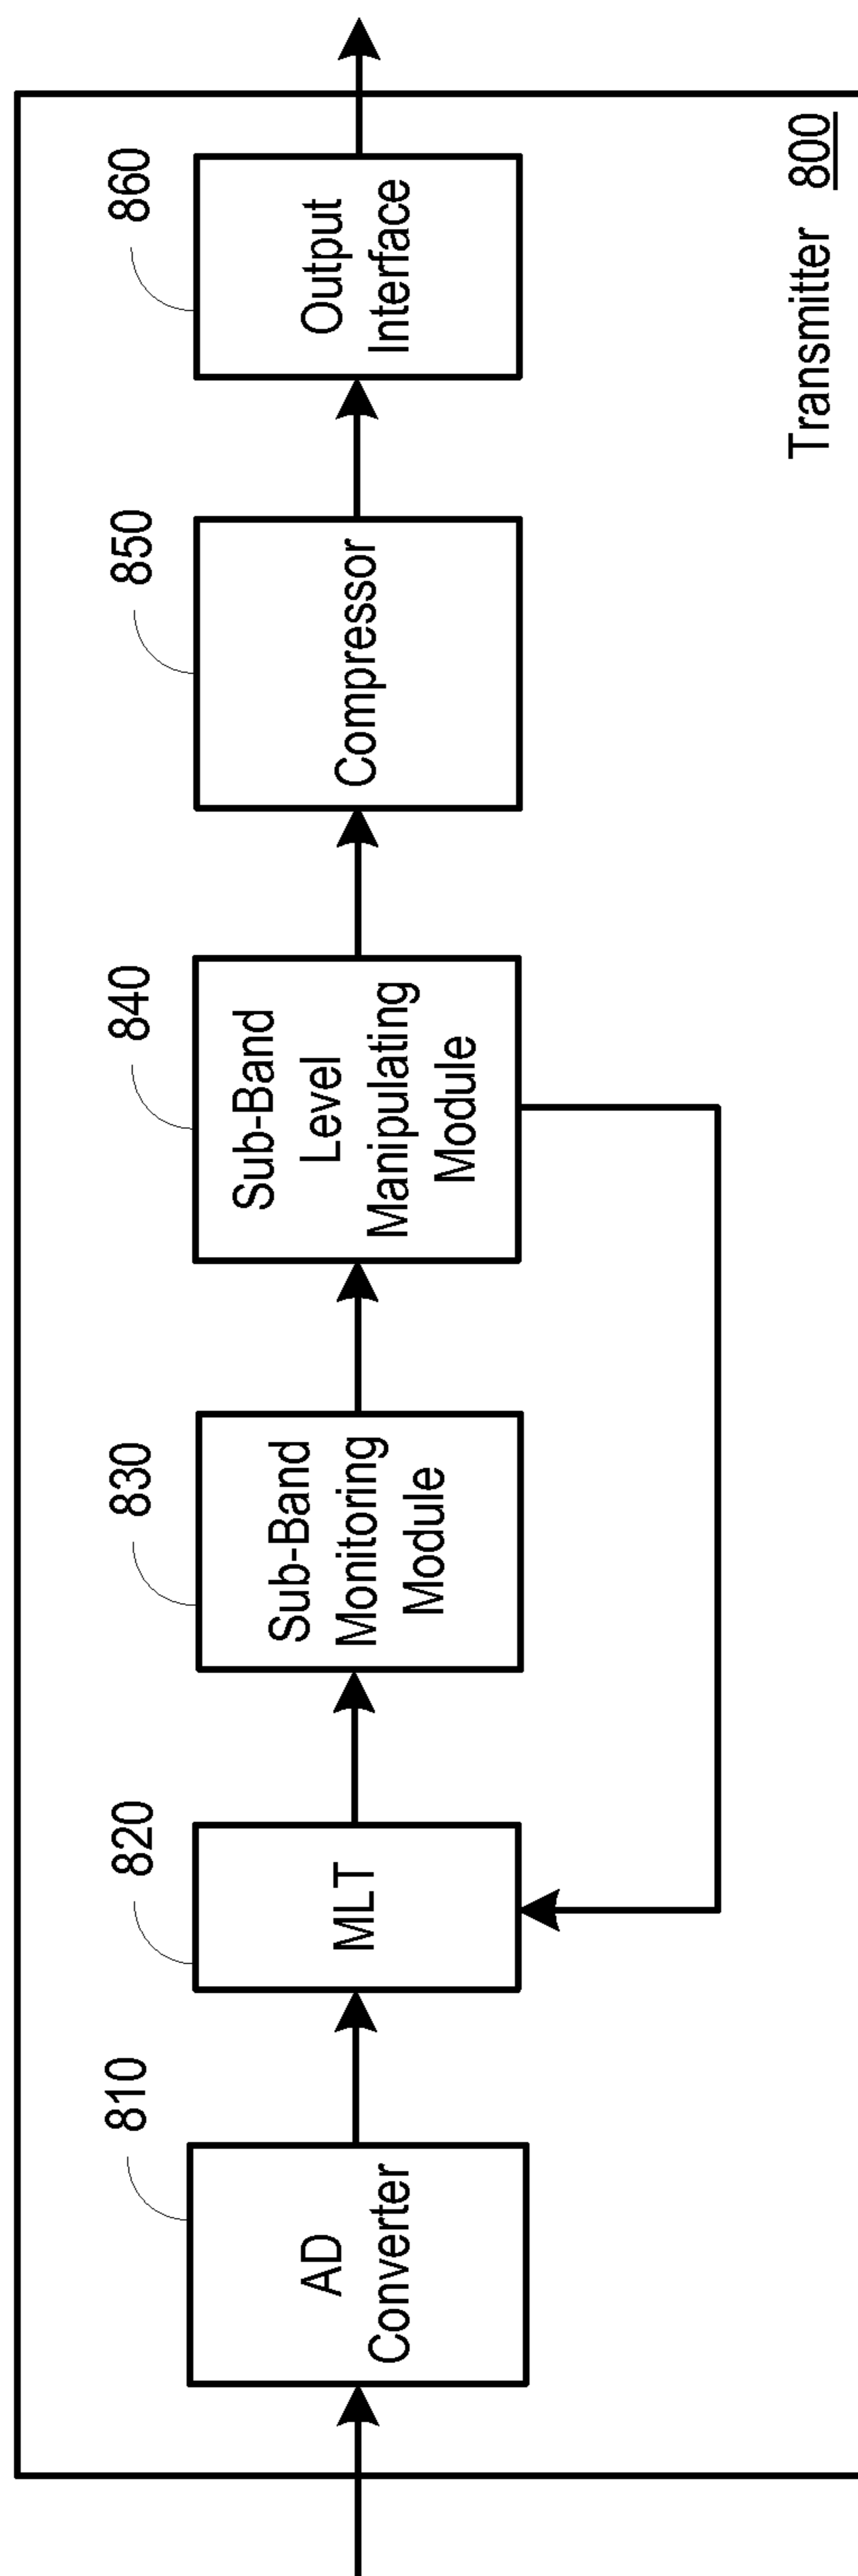 810
AD
Converter
820
MLT
830
Sub-Band
Monitoring
Module
840
Sub-Band
Level
Manipulating
Module
850
Compressor
860
Output
Interface
Transmitter 800